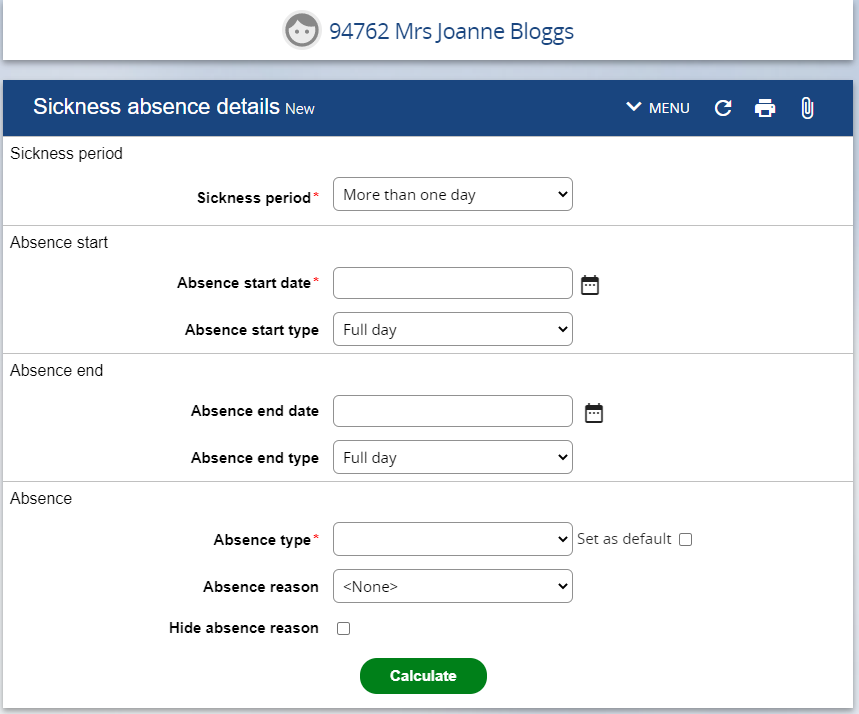 94762 Mrs Joanne Bloggs
Sickness absence details New MENU
Sickness period
Sickness period* More than one day
Absence start
Absence start date*
Absence start type Full day
Absence end
Absence end date
Absence end type Full day
Absence
Absence type* Set as default
Absence reason <None>
Hide absence reason
Calculate